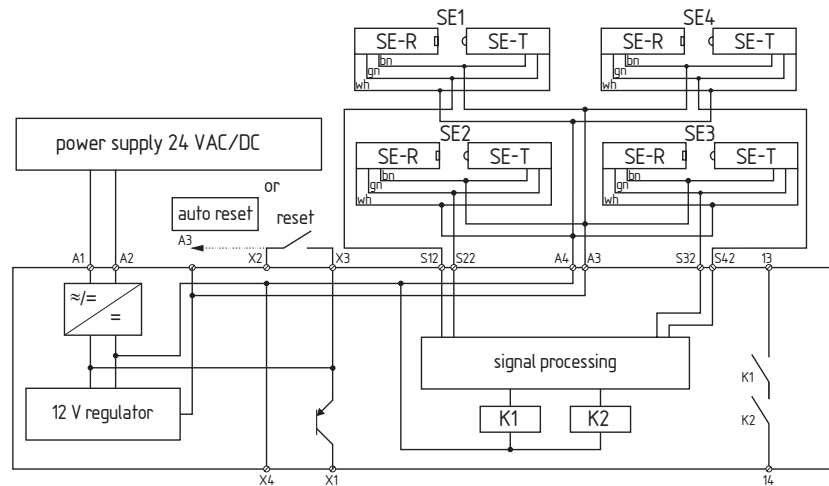 SE1 SE4
SE-R SE-T SE-R SE-T
bn bn
gn gn
wh wh
SE2 SE3
power supply 24 VAC/DC
SE-R SE-T SE-R SE-T
bn bn
gn gn
wh wh
or
auto reset reset
A3
A1 A2 X2 X3 S12 S22 A4 A3 S32 S42 13
≈/=
=
signal processing
K1
12 V regulator
K1 K2
K2
X4 X1 14